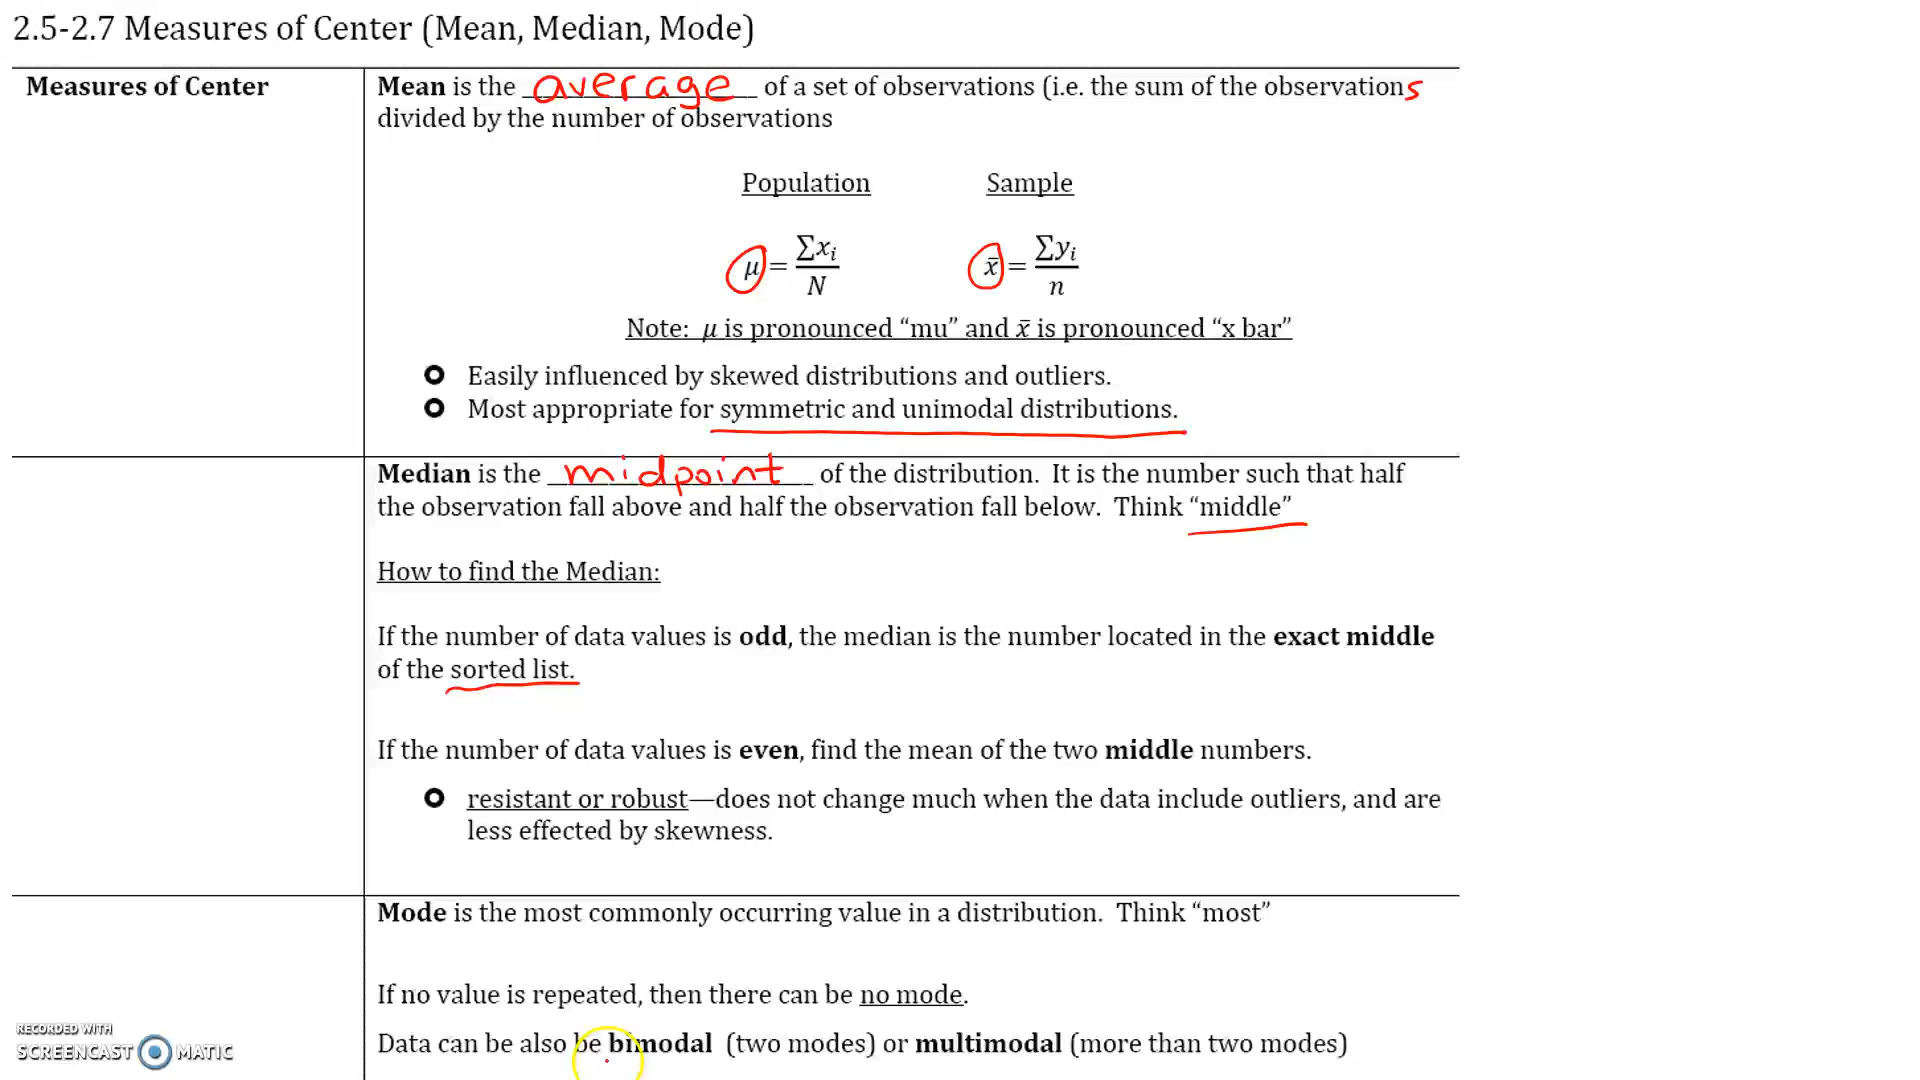 2.5-2.7 Measures of Center (Mean, Median, Mode)
Measures of Center
Mean is the average of a set of observations (i.e. the sum of the observations
divided by the number of observations
Population Sample
μ = ∑xᵢ / N x̄ = ∑yᵢ / n
Note: μ is pronounced “mu” and x̄ is pronounced “x bar”
Easily influenced by skewed distributions and outliers.
Most appropriate for symmetric and unimodal distributions.
Median is the midpoint of the distribution. It is the number such that half
the observation fall above and half the observation fall below. Think “middle”
How to find the Median:
If the number of data values is odd, the median is the number located in the exact middle
of the sorted list.
If the number of data values is even, find the mean of the two middle numbers.
resistant or robust—does not change much when the data include outliers, and are
less effected by skewness.
Mode is the most commonly occurring value in a distribution. Think “most”
If no value is repeated, then there can be no mode.
Data can be also be bimodal (two modes) or multimodal (more than two modes)
RECORDED WITH
SCREENCAST MATIC